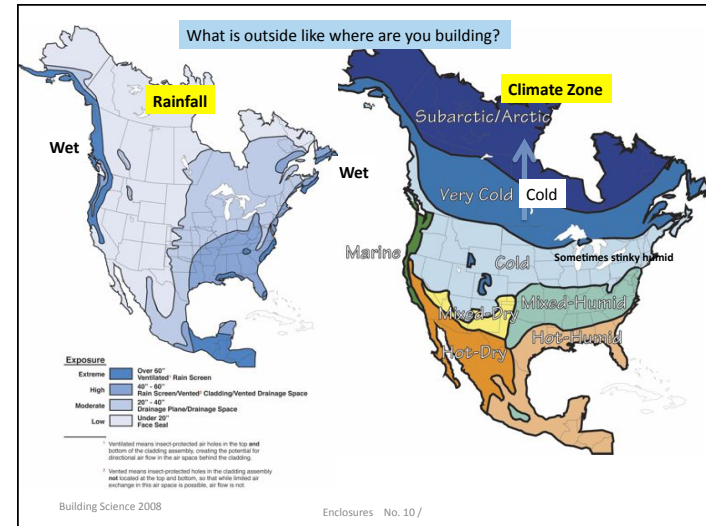 What is outside like where are you building?
Rainfall
Wet
Exposure
Extreme
Over 60"
Ventilated¹ Rain Screen
High
40" - 60"
Rain Screen/Vented² Cladding/Vented Drainage Space
Moderate
20" - 40"
Drainage Plane/Drainage Space
Low
Under 20"
Face Seal
¹ Ventilated means insect-protected air holes in the top and
bottom of the cladding assembly, creating the potential for
directional air flow in the air space behind the cladding.
² Vented means insect-protected holes in the cladding assembly
not located at the top and bottom, so that while limited air
exchange in this air space is possible, air flow is not.
Climate Zone
Subarctic/Arctic
Wet
Very Cold
Cold
Marine
Cold
Sometimes stinky humid
Mixed-Dry
Mixed-Humid
Hot-Dry
Hot-Humid
Building Science 2008
Enclosures No. 10 /